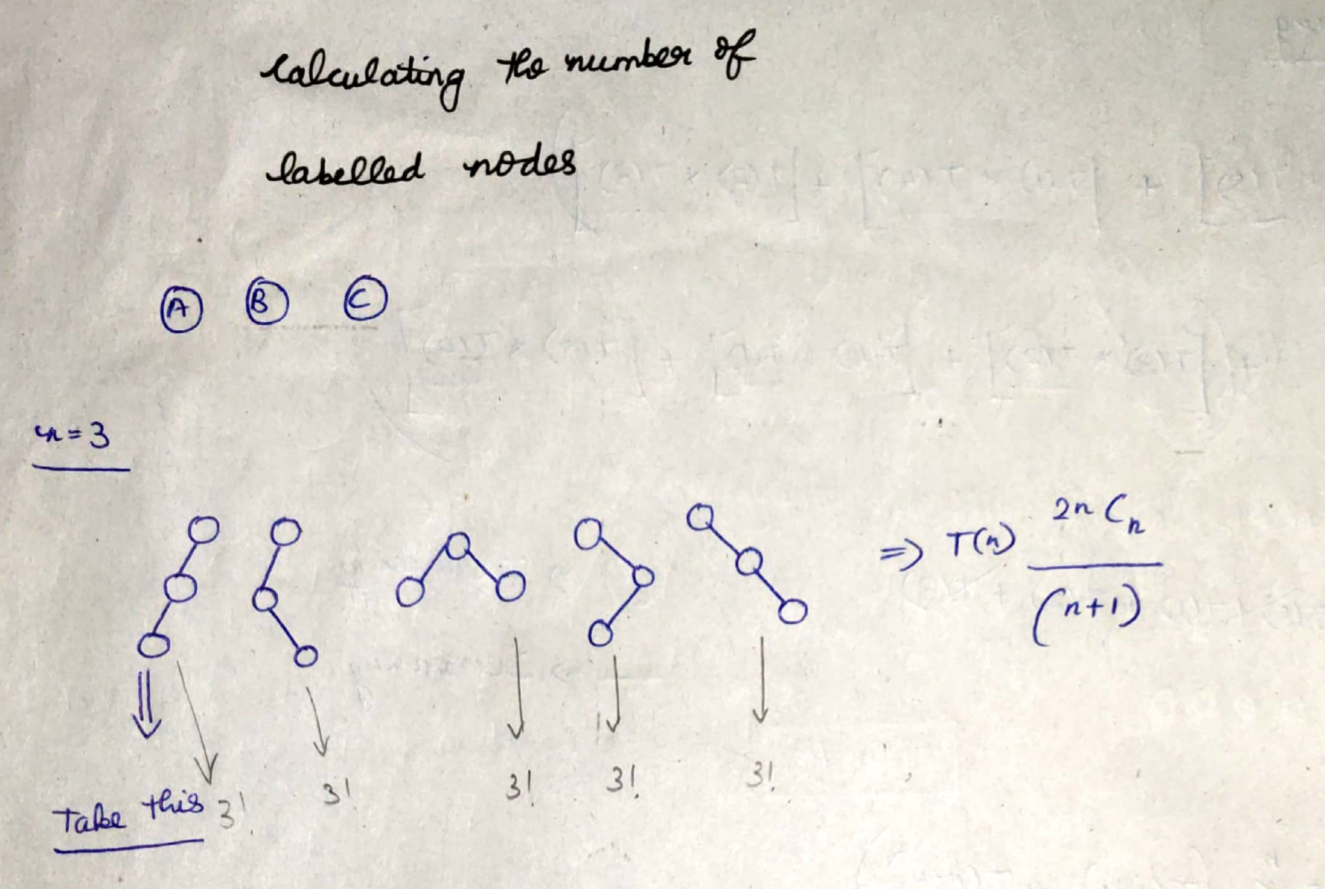 Calculating the number of
labelled nodes
A B C
n=3
⇒ T(n) 2n Cn
(n+1)
3! 3! 3! 3!
Take this 3!